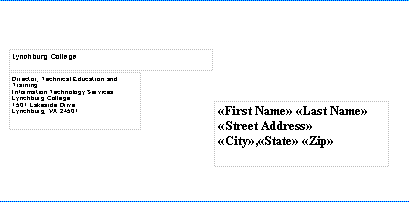 Lynchburg College
Director, Technical Education and
Training
Information Technology Services
Lynchburg College
1501 Lakeside Drive
Lynchburg, VA 24501
«First Name» «Last Name»
«Street Address»
«City»,«State» «Zip»